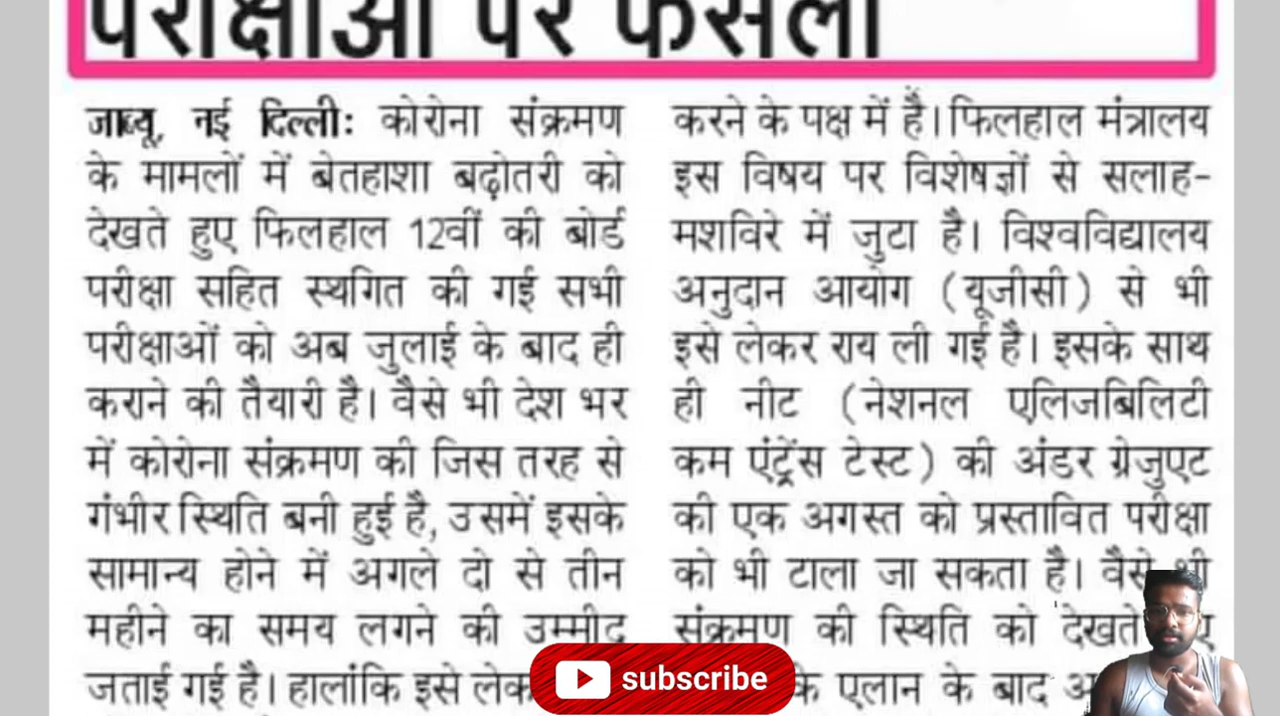 परीक्षाओं पर फैसला
जाब्यू, नई दिल्ली: कोरोना संक्रमण
के मामलों में बेतहाशा बढ़ोतरी को
देखते हुए फिलहाल 12वीं की बोर्ड
परीक्षा सहित स्थगित की गई सभी
परीक्षाओं को अब जुलाई के बाद ही
कराने की तैयारी है। वैसे भी देश भर
में कोरोना संक्रमण की जिस तरह से
गंभीर स्थिति बनी हुई है, उसमें इसके
सामान्य होने में अगले दो से तीन
महीने का समय लगने की उम्मीद
जताई गई है। हालांकि इसे
करने के पक्ष में है। फिलहाल मंत्रालय
इस विषय पर विशेषज्ञों से सलाह-
मशविरे में जुटा है। विश्वविद्यालय
अनुदान आयोग (यूजीसी) से भी
इसे लेकर राय ली गई है। इसके साथ
ही नीट (नेशनल एलिजबिलिटी
कम एंट्रेंस टेस्ट) की अंडर ग्रेजुएट
की एक अगस्त को प्रस्तावित परीक्षा
को भी टाला जा सकता है। वैसे भी
संक्रमण की स्थिति को देखते
के एलान के बाद
subscribe